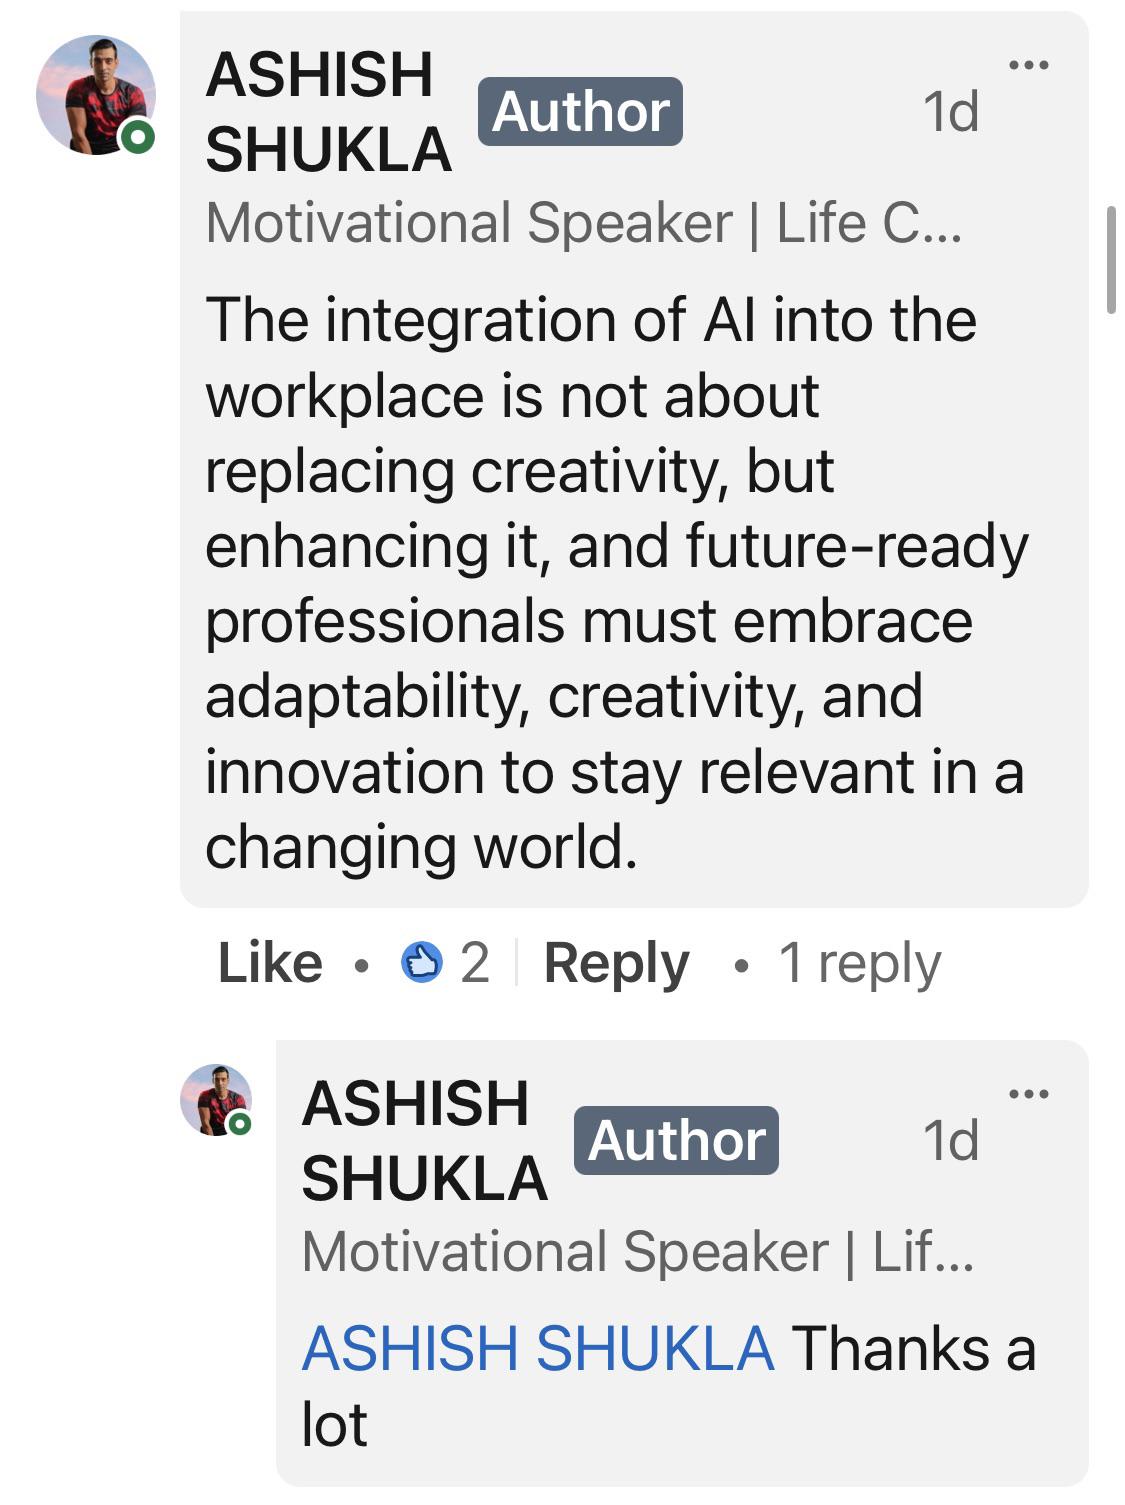 ASHISH
SHUKLA
Author
1d
Motivational Speaker | Life C...
The integration of AI into the
workplace is not about
replacing creativity, but
enhancing it, and future-ready
professionals must embrace
adaptability, creativity, and
innovation to stay relevant in a
changing world.
Like • 2 Reply • 1 reply
ASHISH
SHUKLA
Author
1d
Motivational Speaker | Lif...
ASHISH SHUKLA Thanks a
lot